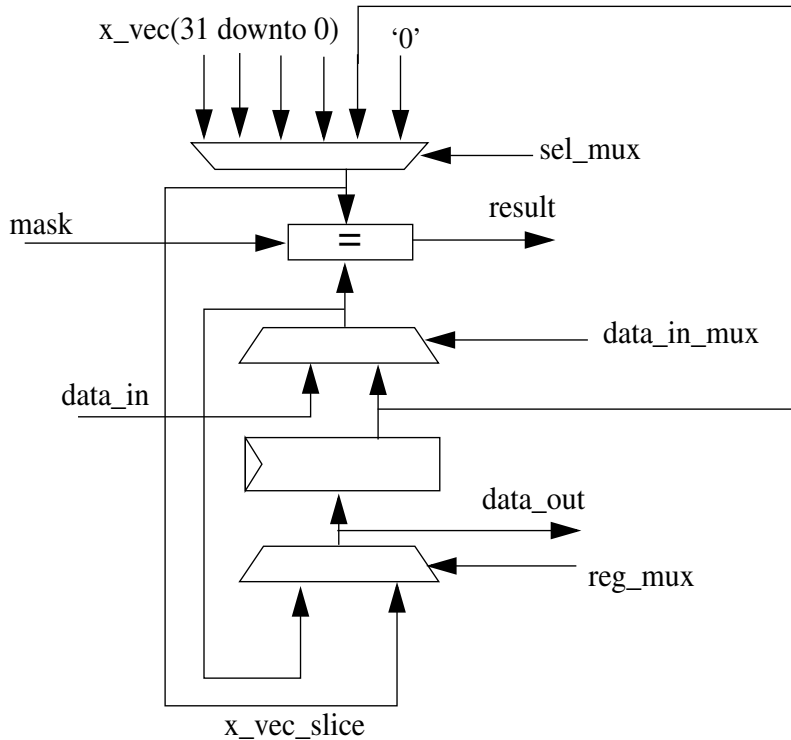 x_vec(31 downto 0)
‘0’
sel_mux
mask
result
=
data_in_mux
data_in
data_out
reg_mux
x_vec_slice